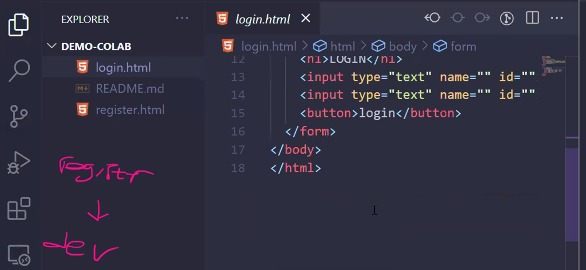 EXPLORER
login.html
DEMO-COLAB
login.html
README.md
register.html
login.html > html > body > form
12 <h1>LOGIN</h1>
13 <input type="text" name="" id=""
14 <input type="text" name="" id=""
15 <button>login</button>
16 </form>
17 </body>
18 </html>
dev